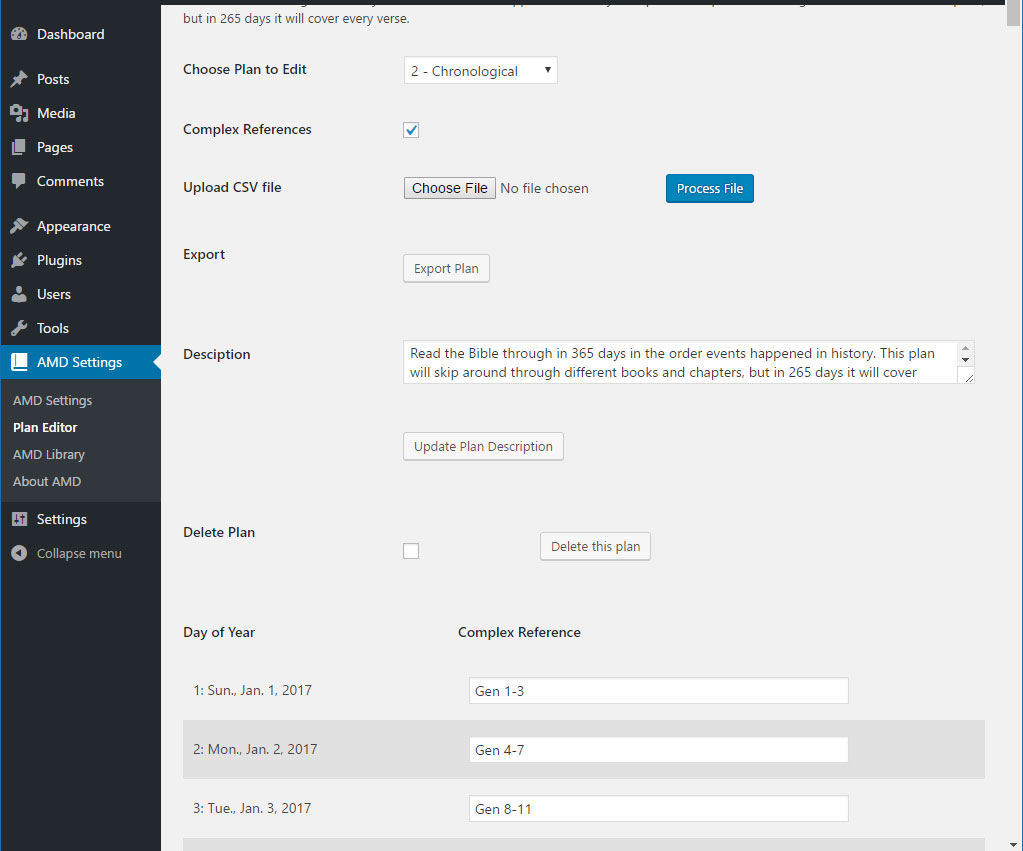 but in 265 days it will cover every verse.
Dashboard
Posts
Media
Pages
Comments
Appearance
Plugins
Users
Tools
AMD Settings
AMD Settings
Plan Editor
AMD Library
About AMD
Settings
Collapse menu
Choose Plan to Edit
2 - Chronological
Complex References
Upload CSV file
Choose File No file chosen
Process File
Export
Export Plan
Desciption
Read the Bible through in 365 days in the order events happened in history. This plan
will skip around through different books and chapters, but in 265 days it will cover
Update Plan Description
Delete Plan
Delete this plan
Day of Year Complex Reference
1: Sun., Jan. 1, 2017 Gen 1-3
2: Mon., Jan. 2, 2017 Gen 4-7
3: Tue., Jan. 3, 2017 Gen 8-11